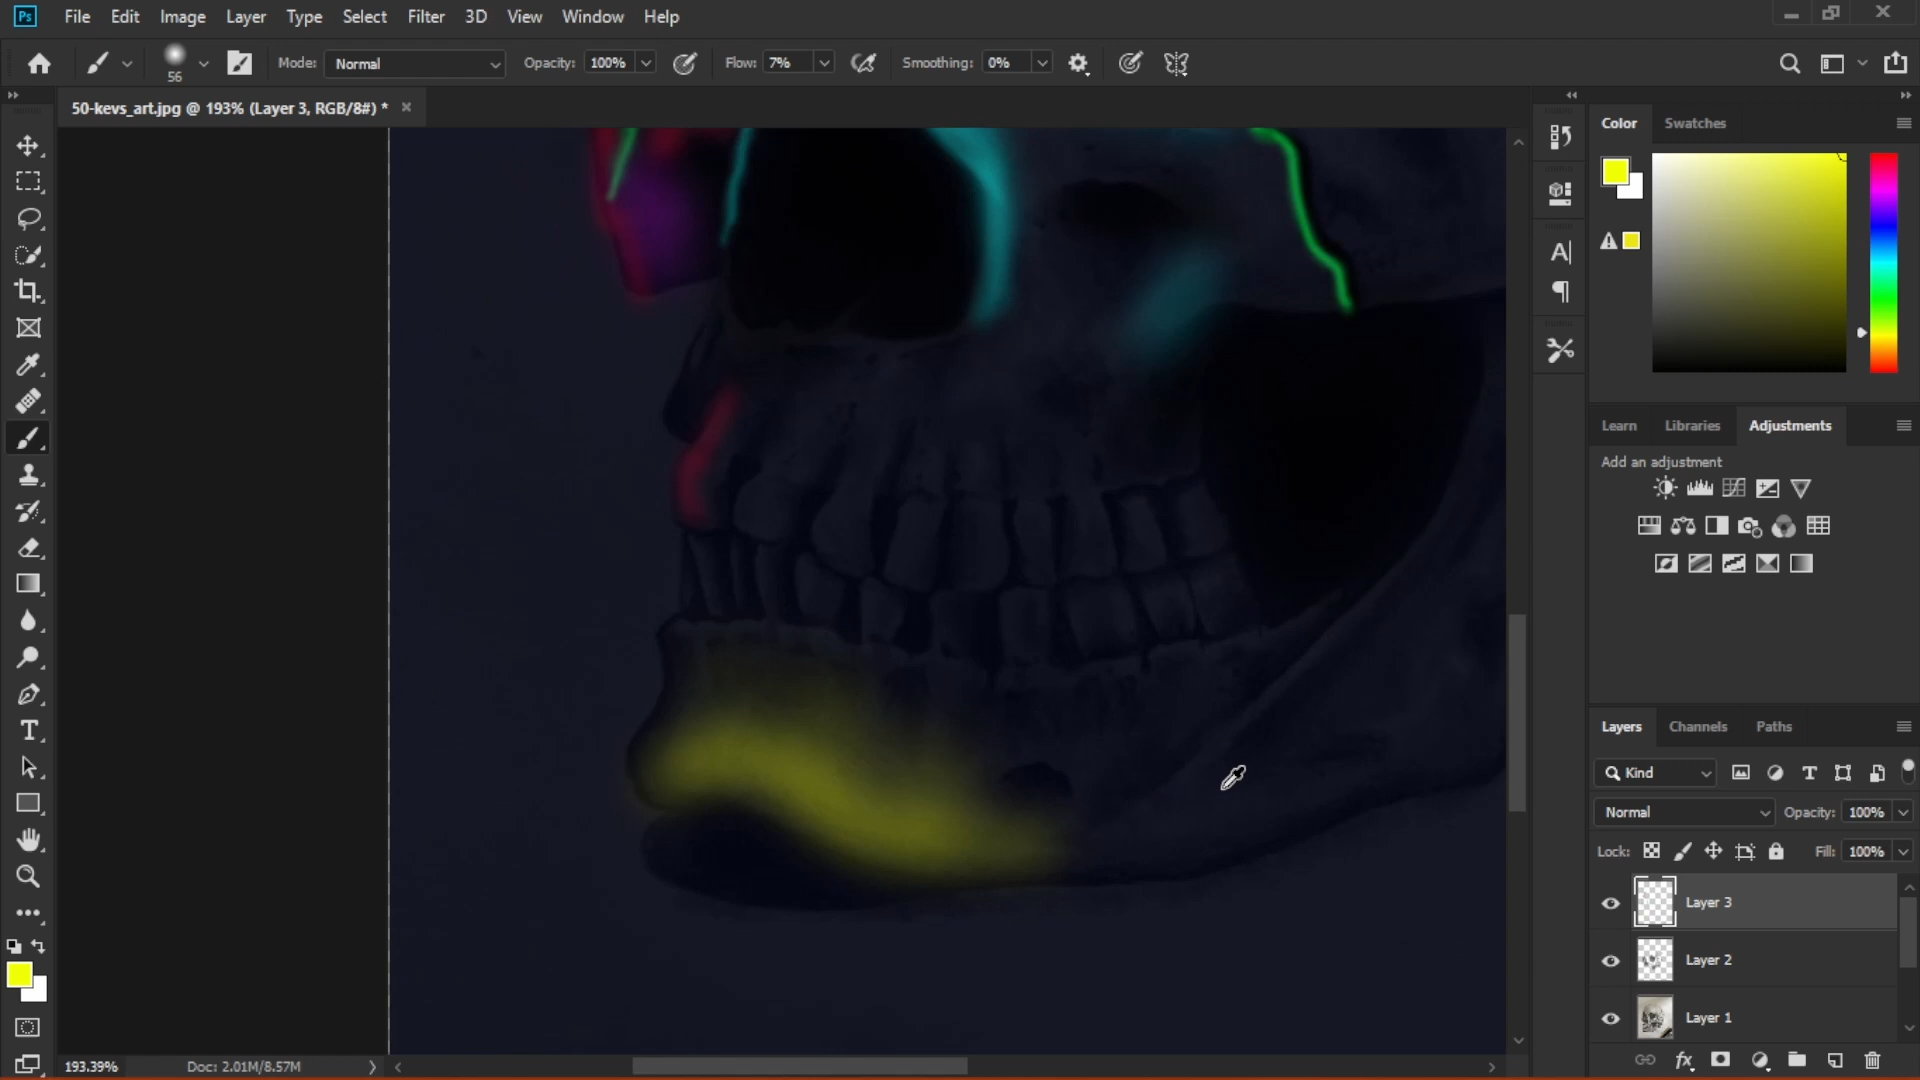 Ps File Edit Image Layer Type Select Filter 3D View Window Help
56 Mode: Normal Opacity: 100% Flow: 7% Smoothing: 0%
50-kevs_art.jpg @ 193% (Layer 3, RGB/8#) *
Color Swatches
Learn Libraries Adjustments
Add an adjustment
Layers Channels Paths
Kind
Normal Opacity: 100%
Lock: Fill: 100%
Layer 3
Layer 2
Layer 1
193.39% Doc: 2.01M/8.57M